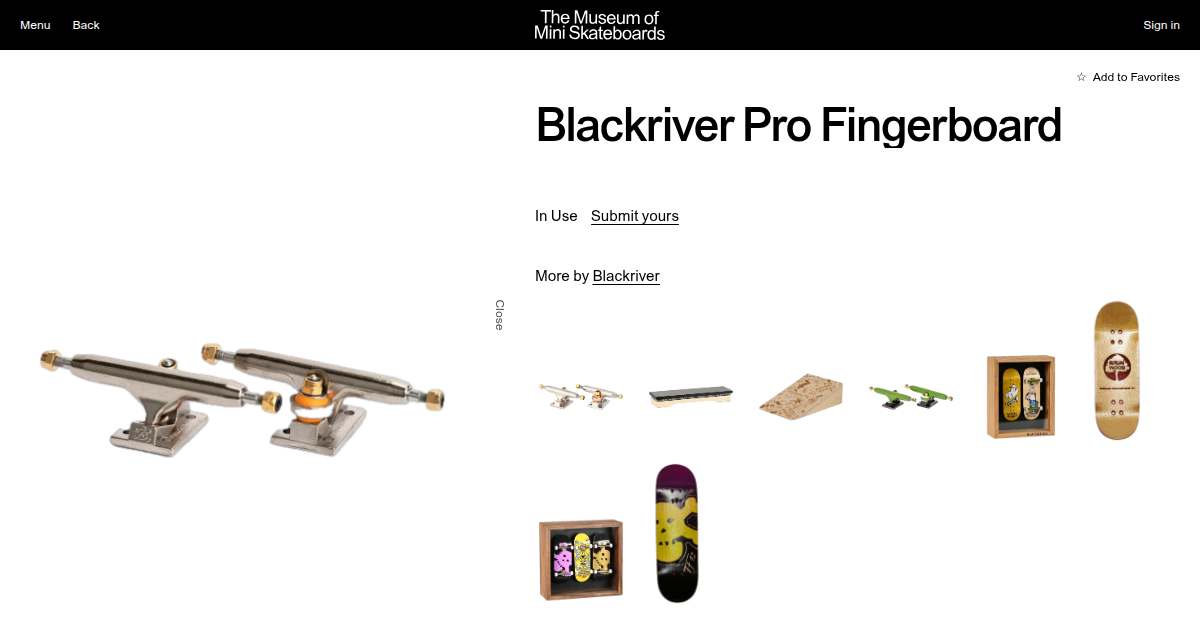 Menu
Back
The Museum of
Mini Skateboards
Sign in
☆ Add to Favorites
Blackriver Pro Fingerboard
In Use
Submit yours
More by Blackriver
Close